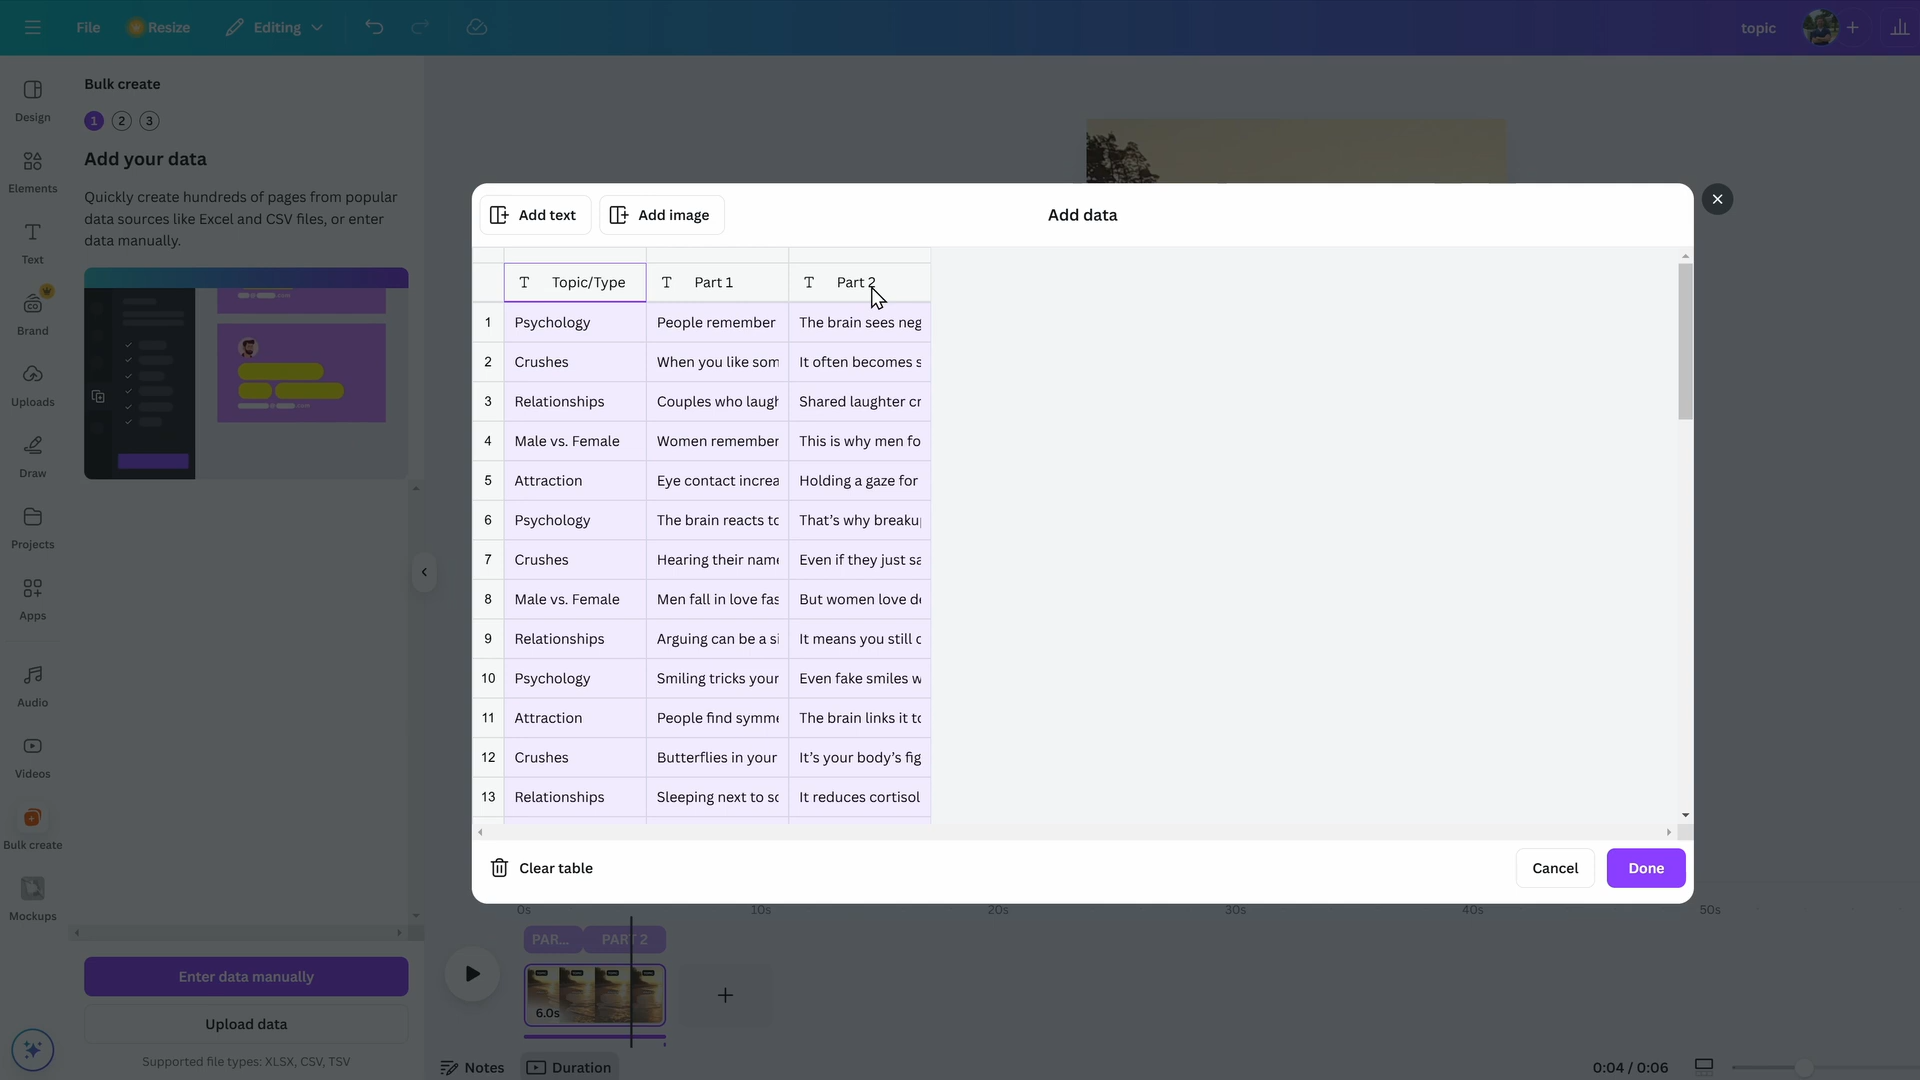 File
Resize
Editing
topic
Design
Elements
Text
Brand
Uploads
Draw
Projects
Apps
Audio
Videos
Bulk create
Mockups
Bulk create
1 2 3
Add your data
Quickly create hundreds of pages from popular
data sources like Excel and CSV files, or enter
data manually.
Enter data manually
Upload data
Supported file types: XLSX, CSV, TSV
Add text
Add image
Add data
Topic/Type Part 1 Part 2
1 Psychology People remember The brain sees neg
2 Crushes When you like som It often becomes s
3 Relationships Couples who laugh Shared laughter cr
4 Male vs. Female Women remember This is why men fo
5 Attraction Eye contact increa Holding a gaze for
6 Psychology The brain reacts to That’s why breaku
7 Crushes Hearing their name Even if they just sa
8 Male vs. Female Men fall in love fas But women love de
9 Relationships Arguing can be a si It means you still c
10 Psychology Smiling tricks your Even fake smiles w
11 Attraction People find symme The brain links it to
12 Crushes Butterflies in your It’s your body’s fig
13 Relationships Sleeping next to so It reduces cortisol
Clear table
Cancel
Done
0s 10s 20s 30s 40s 50s
PAR... PART 2
6.0s
Notes
Duration
0:04 / 0:06